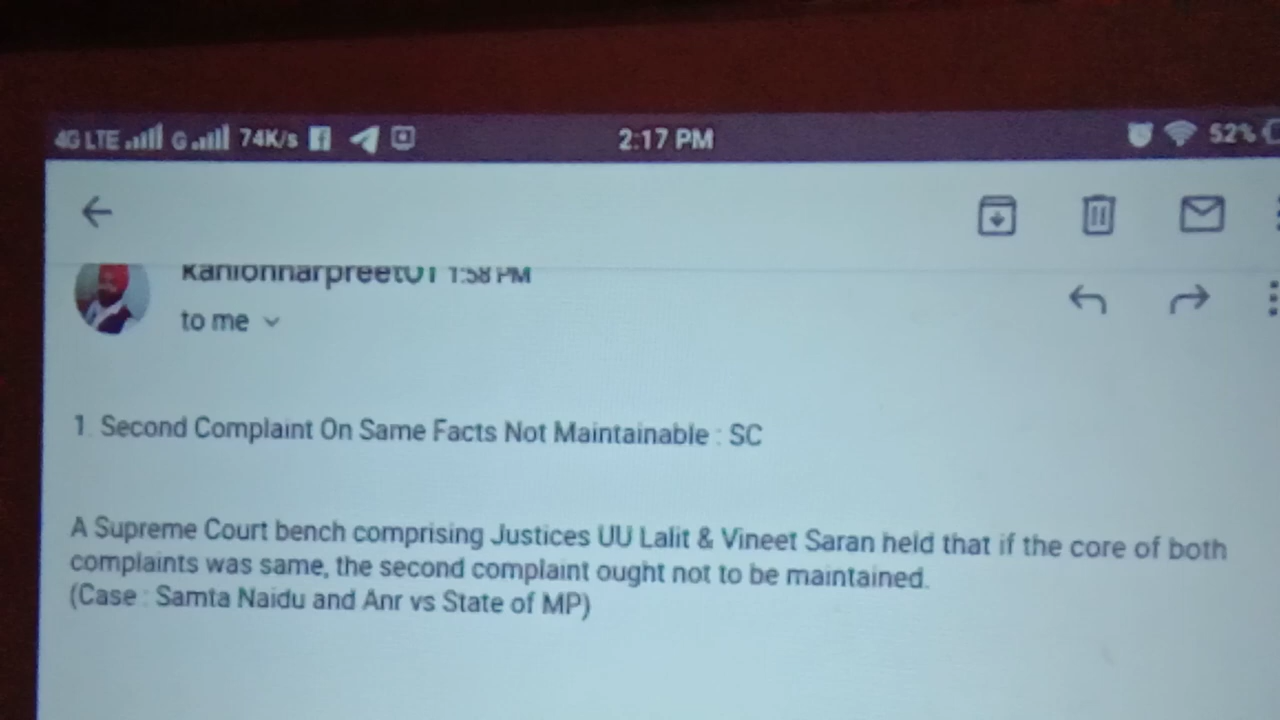 4G LTE G 74K/s 2:17 PM 52%
1:58 PM
to me
1. Second Complaint On Same Facts Not Maintainable : SC
A Supreme Court bench comprising Justices UU Lalit & Vineet Saran held that if the core of both
complaints was same, the second complaint ought not to be maintained.
(Case : Samta Naidu and Anr vs State of MP)